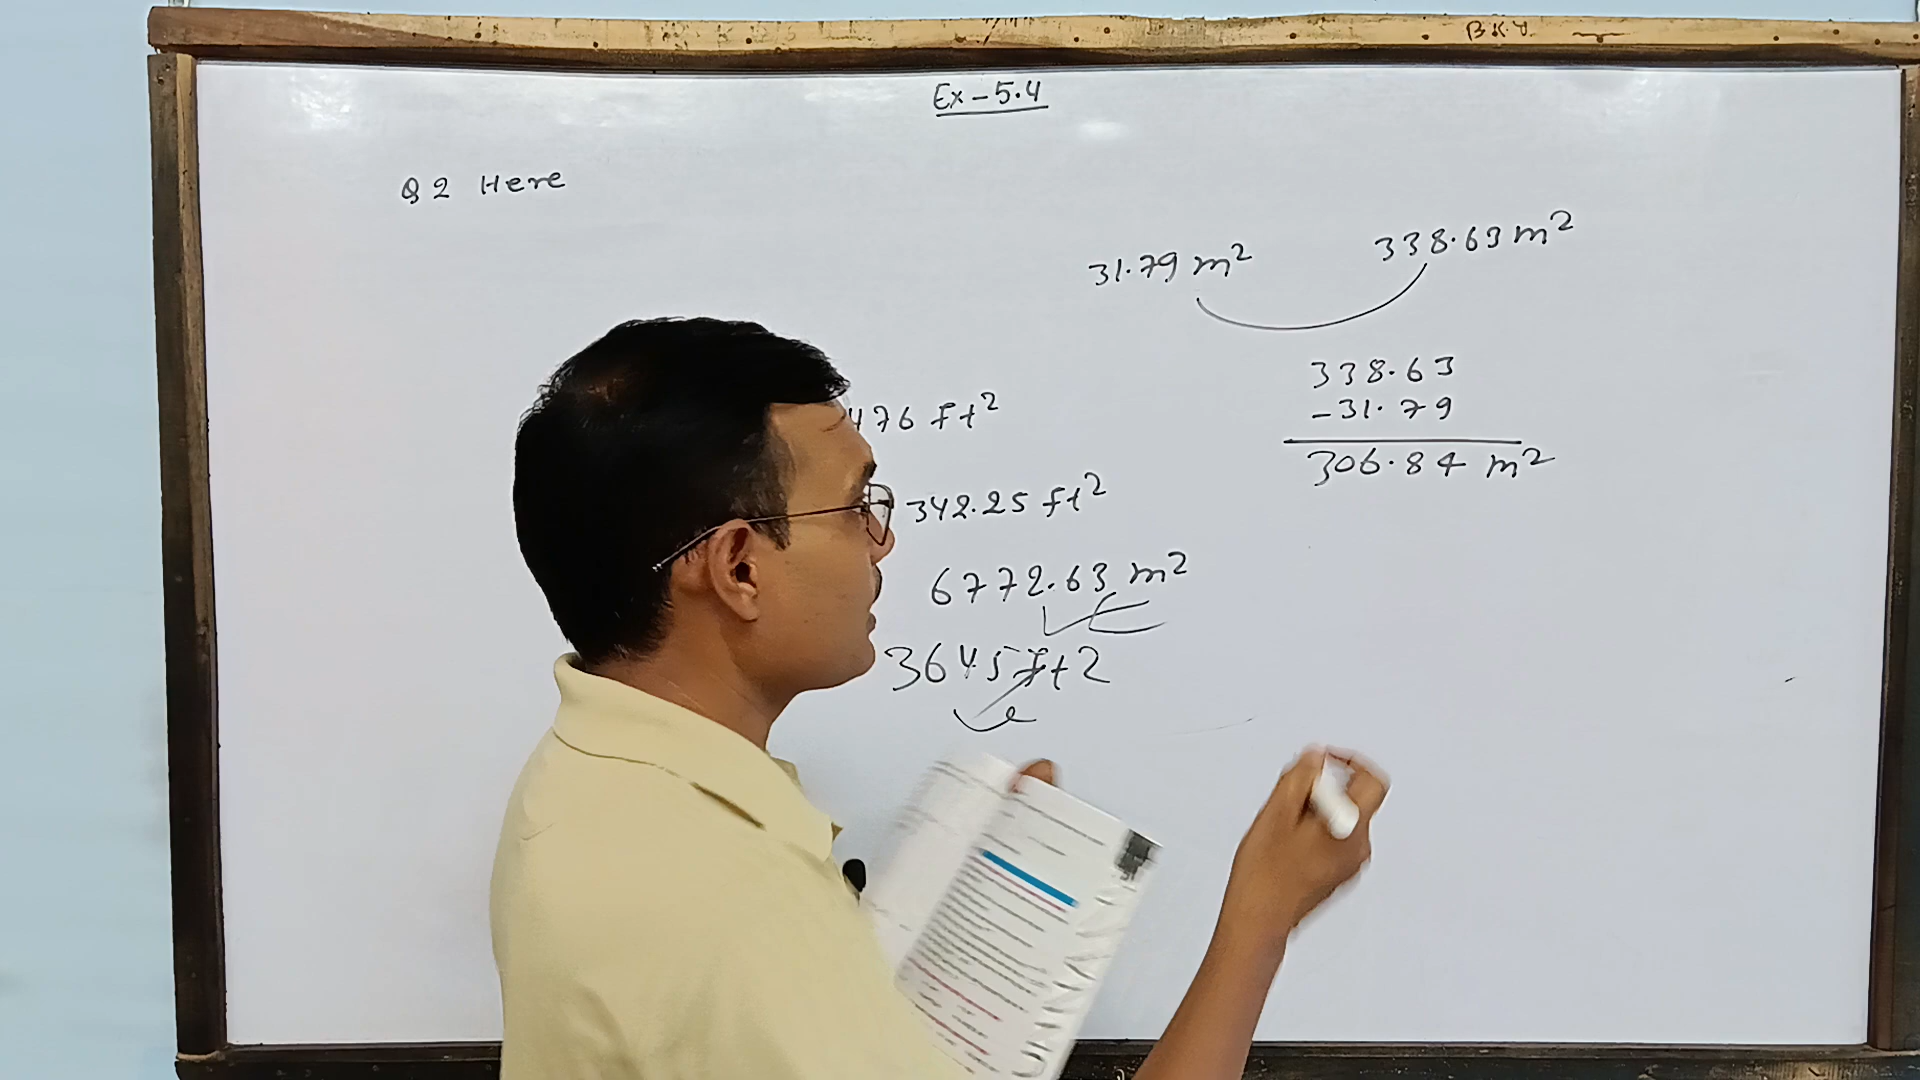 B.K.Y.
Ex - 5.4
Q2 Here
31.79 m²
338.63 m²
338.63
- 31.79
306.84 m²
476 ft²
342.25 ft²
6772.63 m²
3645 ft2